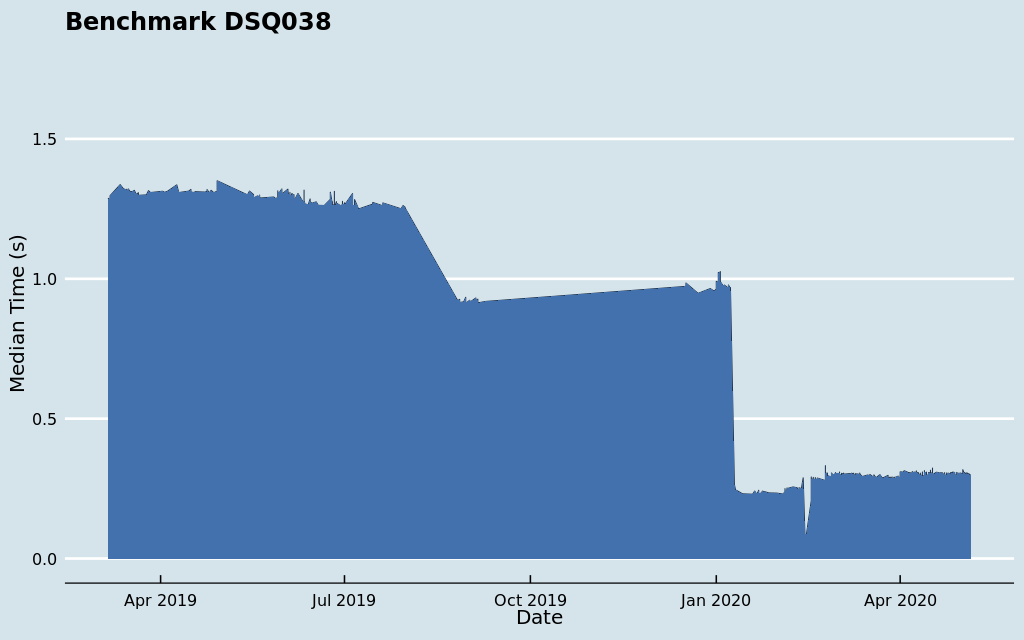 Benchmark DSQ038
1.5
1.0
0.5
0.0
Median Time (s)
Apr 2019
Jul 2019
Oct 2019
Jan 2020
Apr 2020
Date